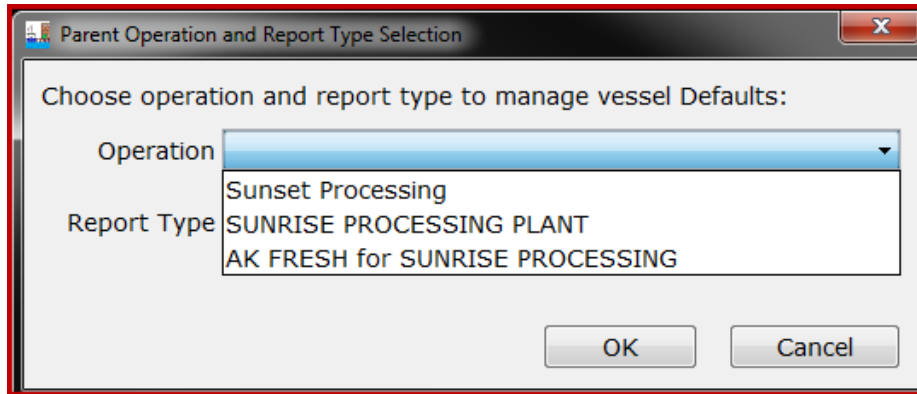 Parent Operation and Report Type Selection
Choose operation and report type to manage vessel Defaults:
Operation
Sunset Processing
Report Type SUNRISE PROCESSING PLANT
AK FRESH for SUNRISE PROCESSING
OK Cancel